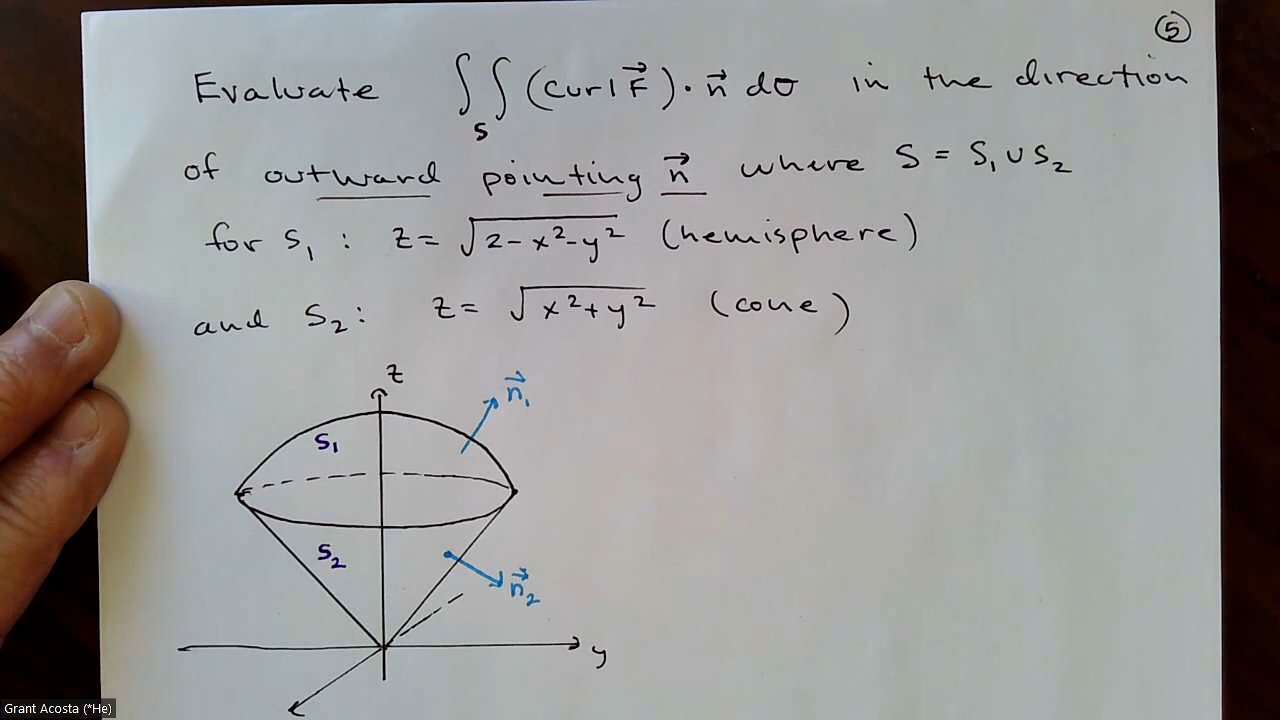 ⑤
Evaluate ∫∫_S (curl F⃗) · n⃗ dσ in the direction
of outward pointing n⃗ where S = S₁ ∪ S₂
for S₁ : z = √(2-x²-y²) (hemisphere)
and S₂ : z = √(x²+y²) (cone)
z
n⃗₁
S₁
S₂
n⃗₂
y
Grant Acosta (*He)